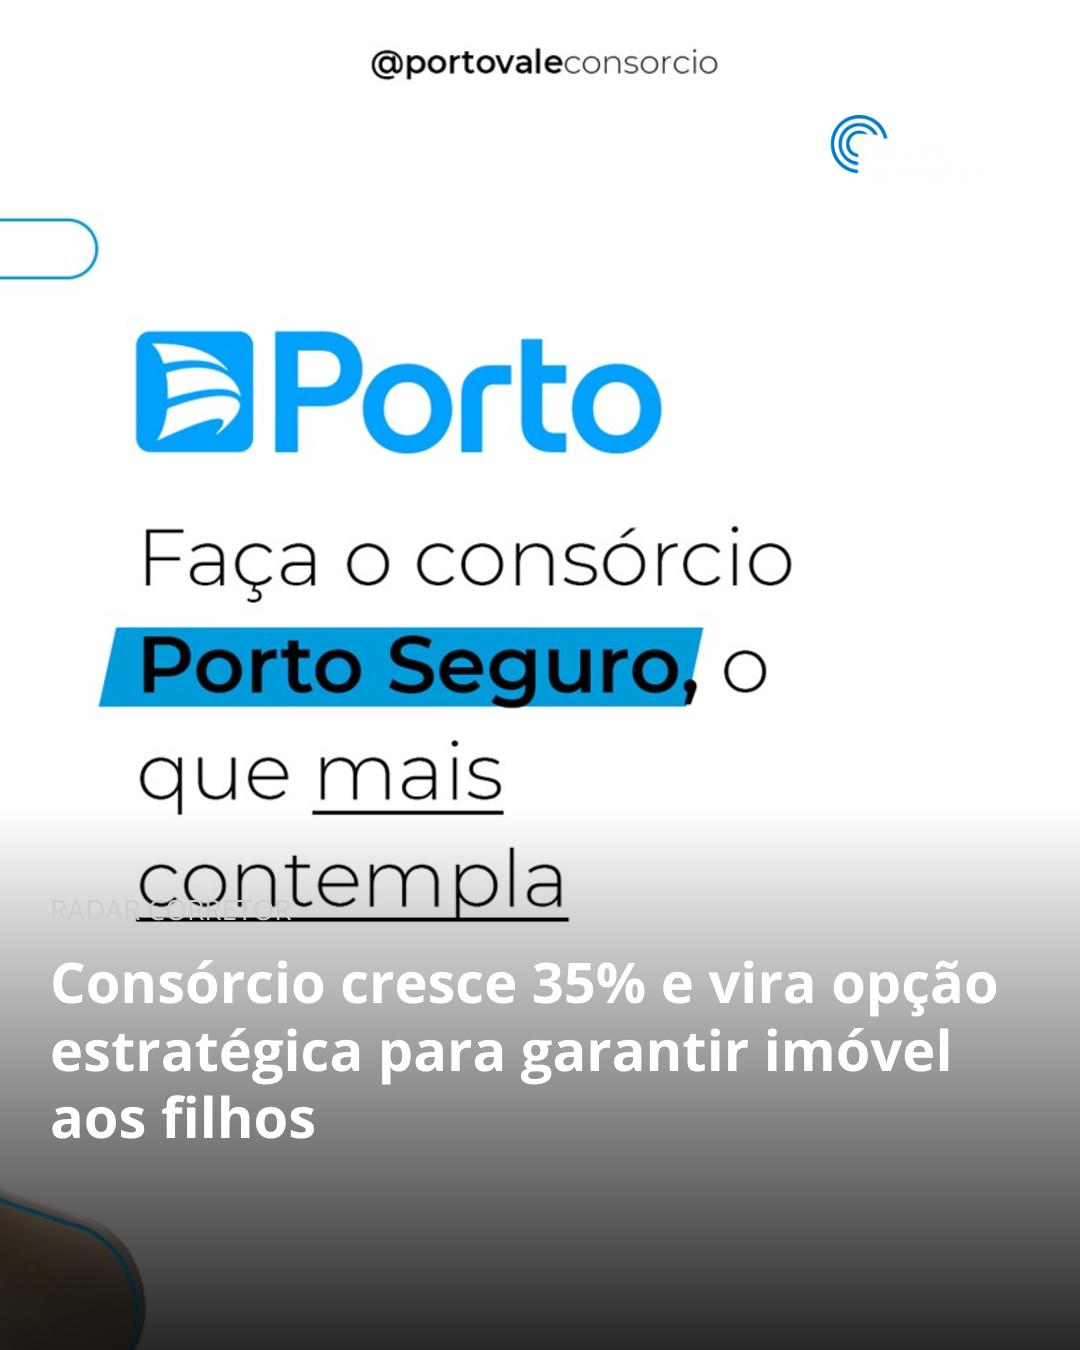 @portovaleconsorcio
Porto
Faça o consórcio
Porto Seguro, o
que mais
contempla
RADAR CORRETOR
Consórcio cresce 35% e vira opção
estratégica para garantir imóvel
aos filhos